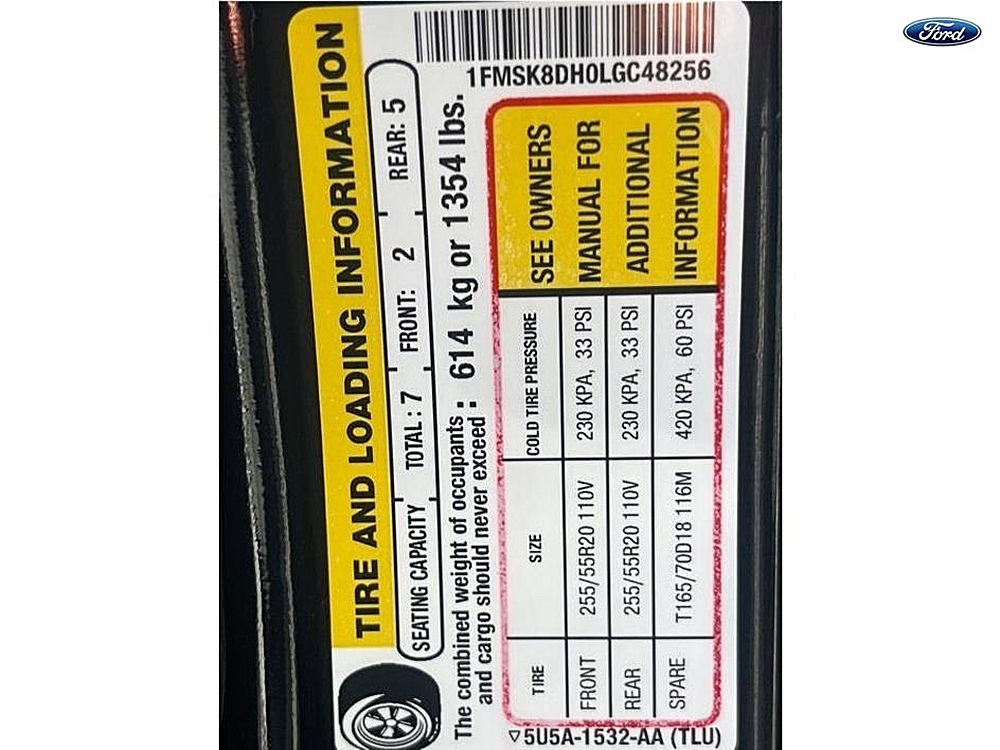 Ford
TIRE AND LOADING INFORMATION
SEATING CAPACITY TOTAL : 7 FRONT: 2 REAR: 5
The combined weight of occupants
and cargo should never exceed : 614 kg or 1354 lbs.
1FMSK8DH0LGC48256
TIRE SIZE COLD TIRE PRESSURE SEE OWNERS
FRONT 255/55R20 110V 230 KPA, 33 PSI MANUAL FOR
REAR 255/55R20 110V 230 KPA, 33 PSI ADDITIONAL
SPARE T165/70D18 116M 420 KPA, 60 PSI INFORMATION
▽5U5A-1532-AA (TLU)